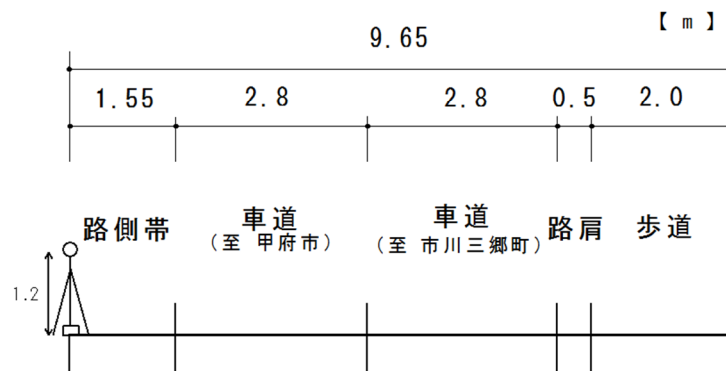 【 m 】
9.65
1.55 2.8 2.8 0.5 2.0
路側帯 車道 車道 路肩 歩道
（至 甲府市） （至 市川三郷町）
1.2